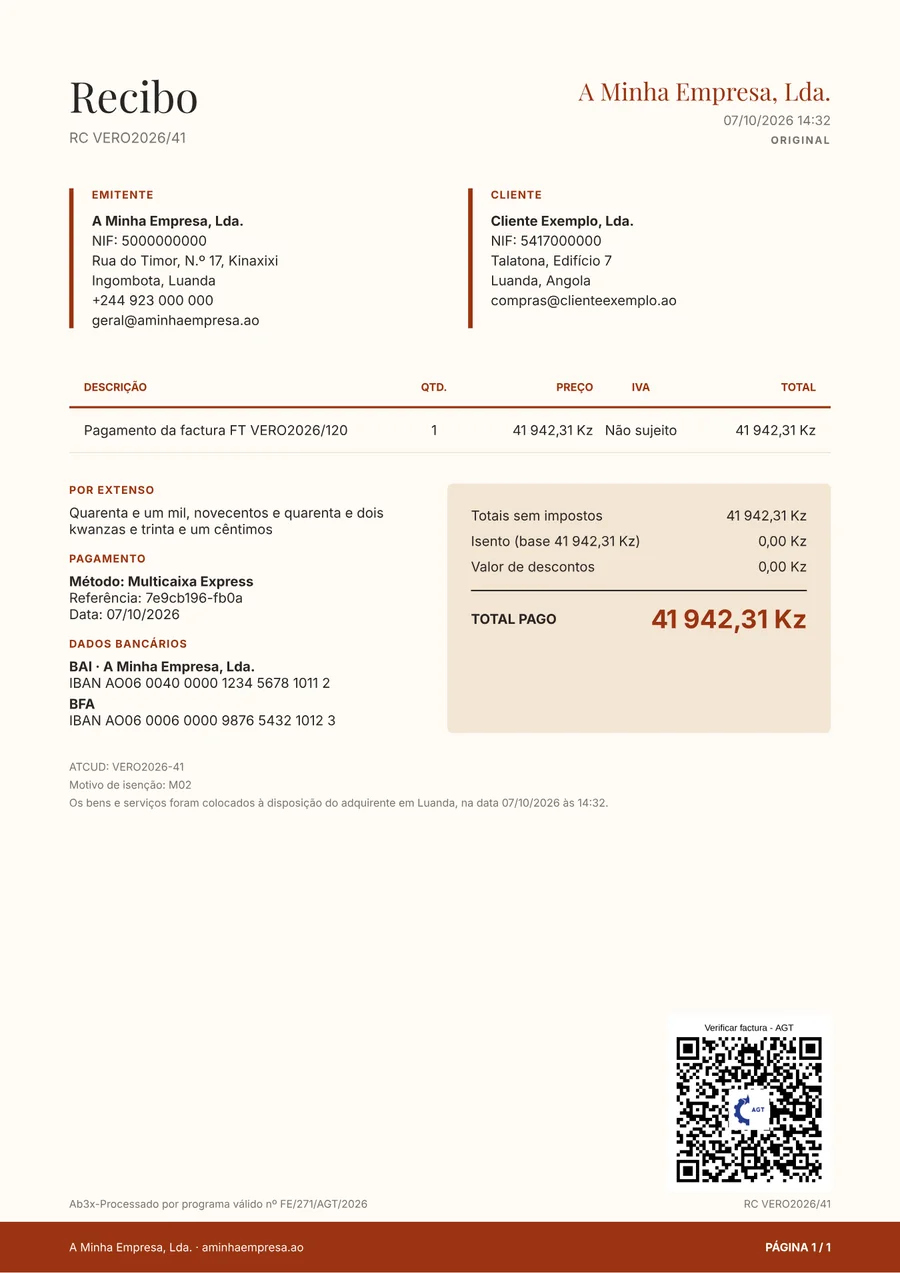 Recibo
RC VERO2026/41
A Minha Empresa, Lda.
07/10/2026 14:32
ORIGINAL
EMITENTE
A Minha Empresa, Lda.
NIF: 5000000000
Rua do Timor, N.º 17, Kinaxixi
Ingombota, Luanda
+244 923 000 000
geral@aminhaempresa.ao
CLIENTE
Cliente Exemplo, Lda.
NIF: 5417000000
Talatona, Edifício 7
Luanda, Angola
compras@clienteexemplo.ao
DESCRIÇÃO QTD. PREÇO IVA TOTAL
Pagamento da factura FT VERO2026/120 1 41 942,31 Kz Não sujeito 41 942,31 Kz
POR EXTENSO
Quarenta e um mil, novecentos e quarenta e dois
kwanzas e trinta e um cêntimos
PAGAMENTO
Método: Multicaixa Express
Referência: 7e9cb196-fb0a
Data: 07/10/2026
DADOS BANCÁRIOS
BAI · A Minha Empresa, Lda.
IBAN AO06 0040 0000 1234 5678 1011 2
BFA
IBAN AO06 0006 0000 9876 5432 1012 3
Totais sem impostos 41 942,31 Kz
Isento (base 41 942,31 Kz) 0,00 Kz
Valor de descontos 0,00 Kz
TOTAL PAGO 41 942,31 Kz
ATCUD: VERO2026-41
Motivo de isenção: M02
Os bens e serviços foram colocados à disposição do adquirente em Luanda, na data 07/10/2026 às 14:32.
Verificar factura - AGT
AGT
Ab3x-Processado por programa válido nº FE/271/AGT/2026
RC VERO2026/41
A Minha Empresa, Lda. · aminhaempresa.ao
PÁGINA 1 / 1